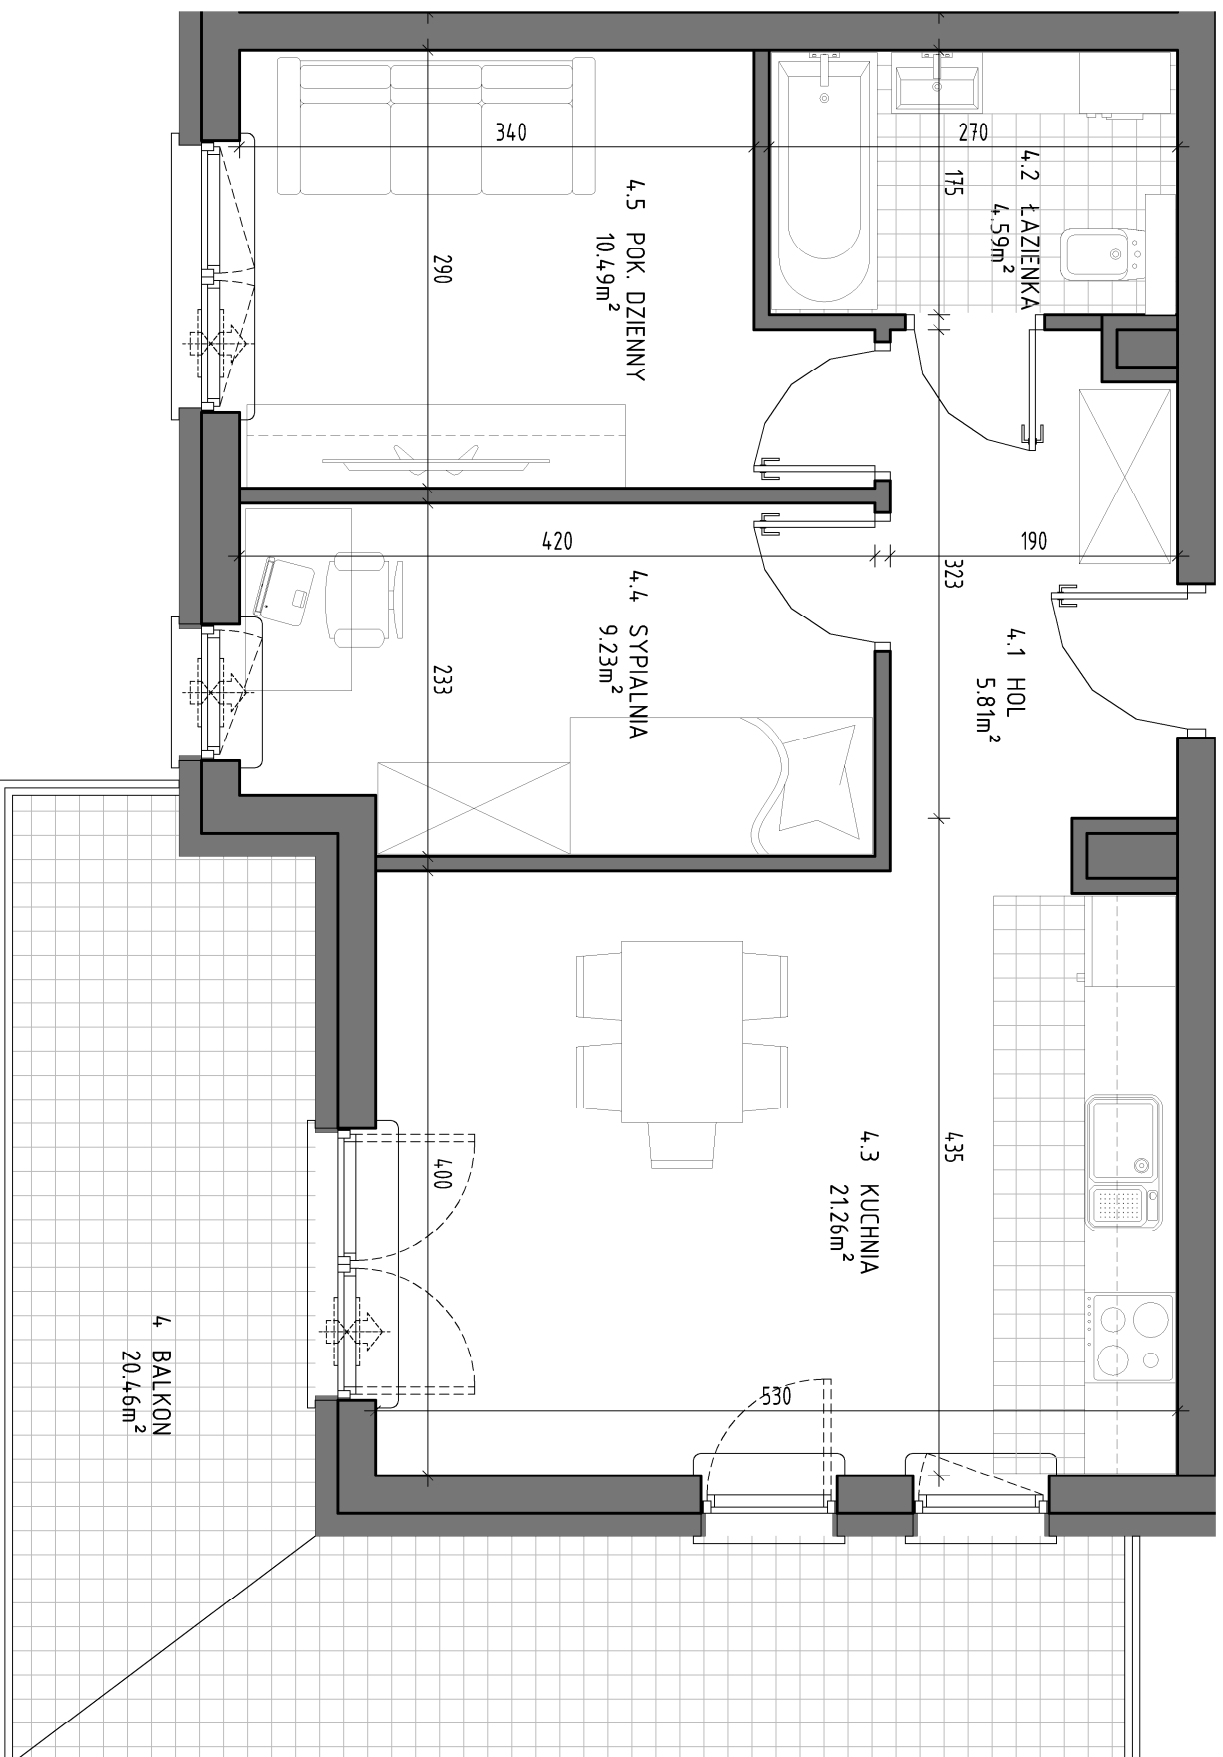 340
270
175
4.2 ŁAZIENKA
4.59m²
4.5 POK. DZIENNY
10.49m²
290
420
190
323
4.4 SYPIALNIA
9.23m²
4.1 HOL
5.81m²
233
4.3 KUCHNIA
21.26m²
435
400
530
4 BALKON
20.46m²